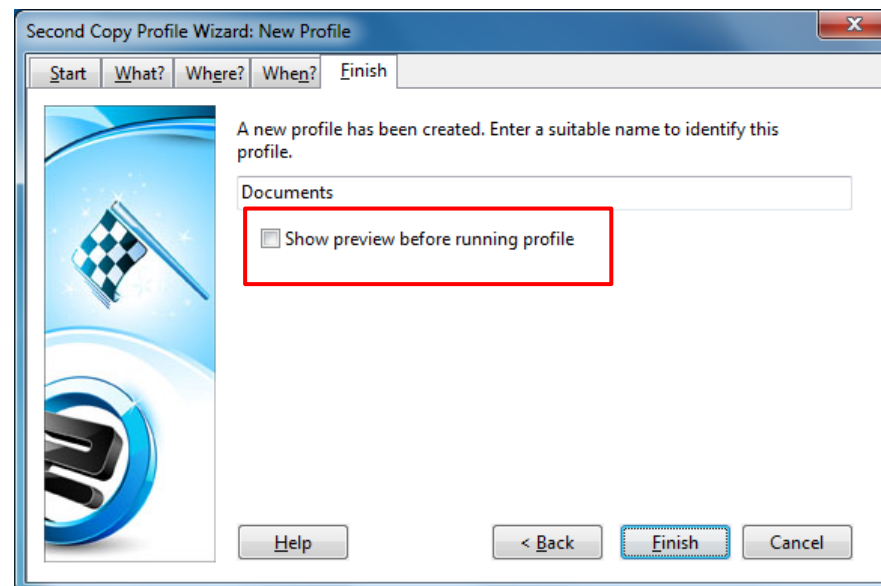 Second Copy Profile Wizard: New Profile
Start What? Where? When? Finish
A new profile has been created. Enter a suitable name to identify this
profile.
Documents
Show preview before running profile
Help < Back Finish Cancel